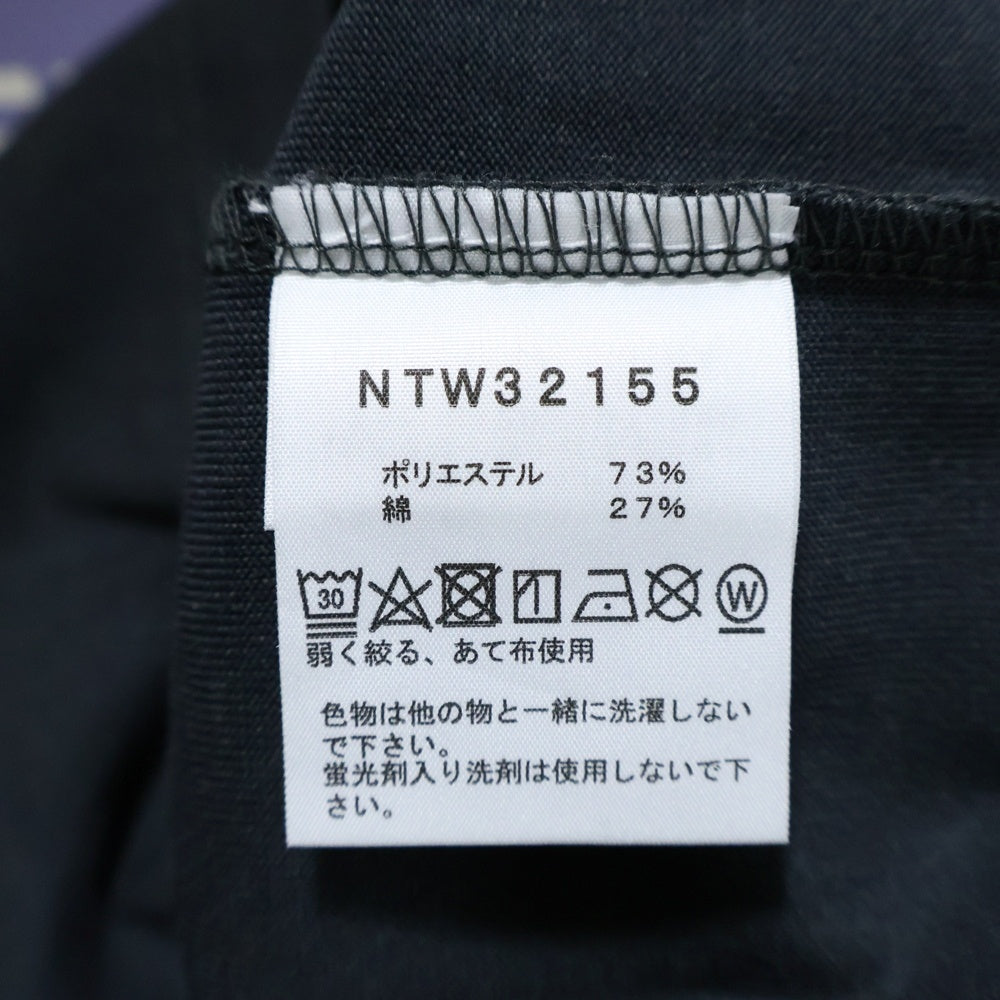 NTW32155
ポリエステル 73%
綿 27%
30 W
弱く絞る、あて布使用
色物は他の物と一緒に洗濯しない
で下さい。
蛍光剤入り洗剤は使用しないで下
さい。